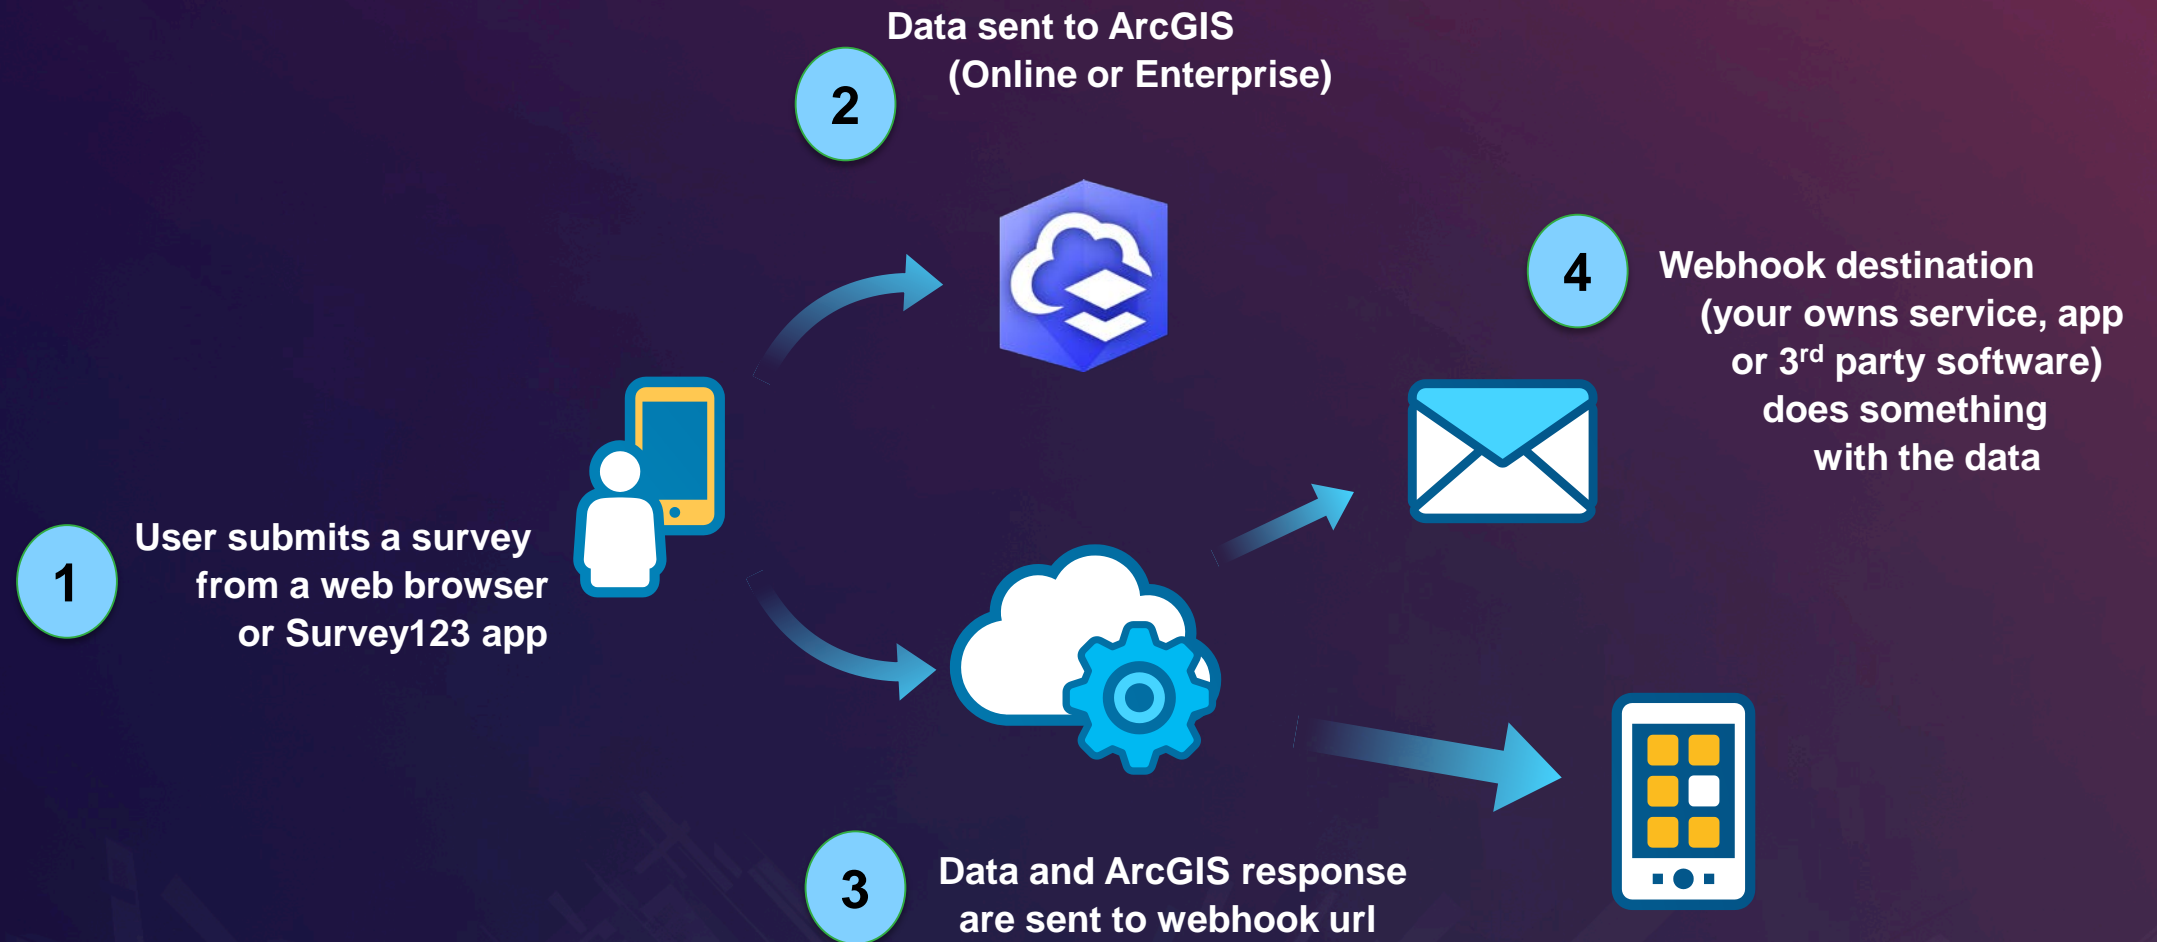 1
User submits a survey
from a web browser
or Survey123 app
2
Data sent to ArcGIS
(Online or Enterprise)
3
Data and ArcGIS response
are sent to webhook url
4
Webhook destination
(your owns service, app
or 3rd party software)
does something
with the data